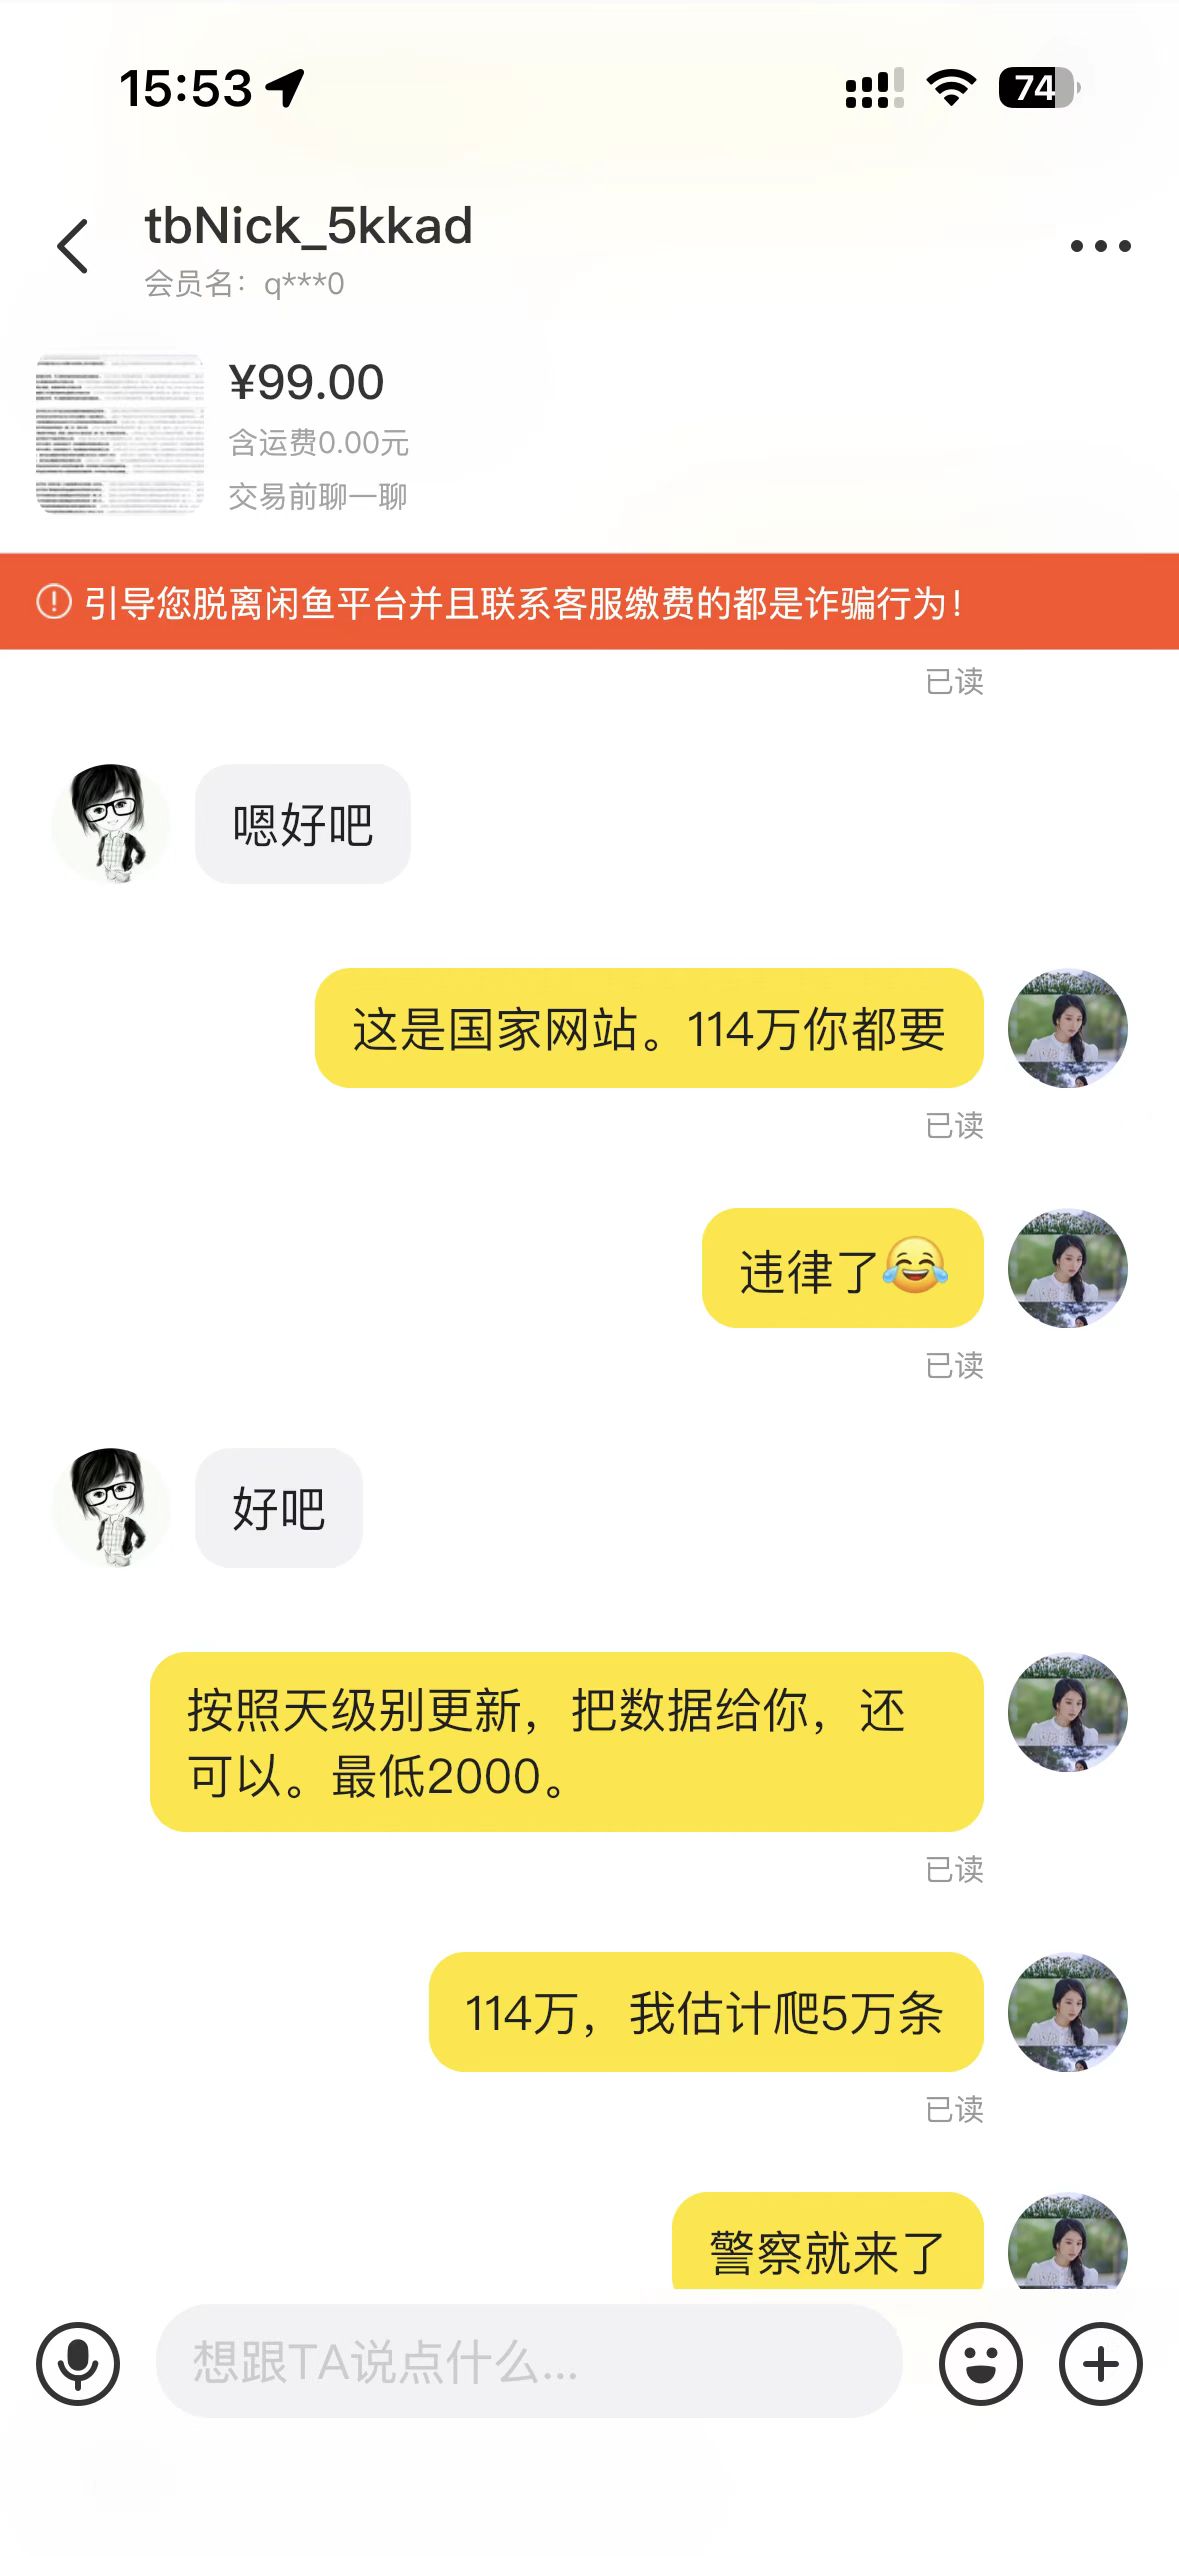 15:53
74
tbNick_5kkad
会员名：q***0
¥99.00
含运费0.00元
交易前聊一聊
引导您脱离闲鱼平台并且联系客服缴费的都是诈骗行为！
已读
嗯好吧
这是国家网站。114万你都要
已读
违律了😂
已读
好吧
按照天级别更新，把数据给你，还
可以。最低2000。
已读
114万，我估计爬5万条
已读
警察就来了
想跟TA说点什么...